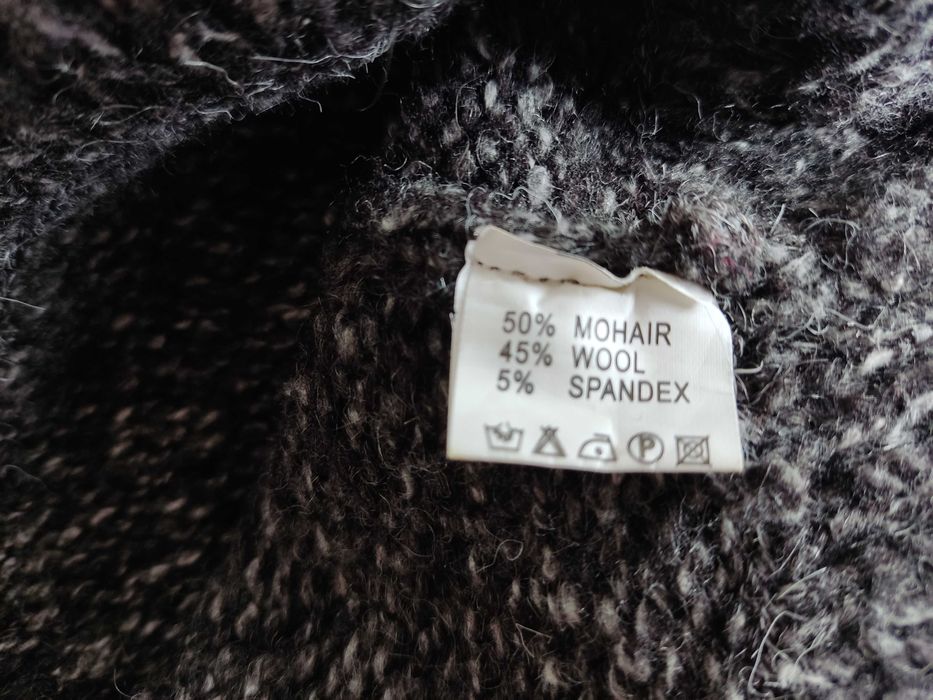 50% MOHAIR
45% WOOL
5% SPANDEX
P